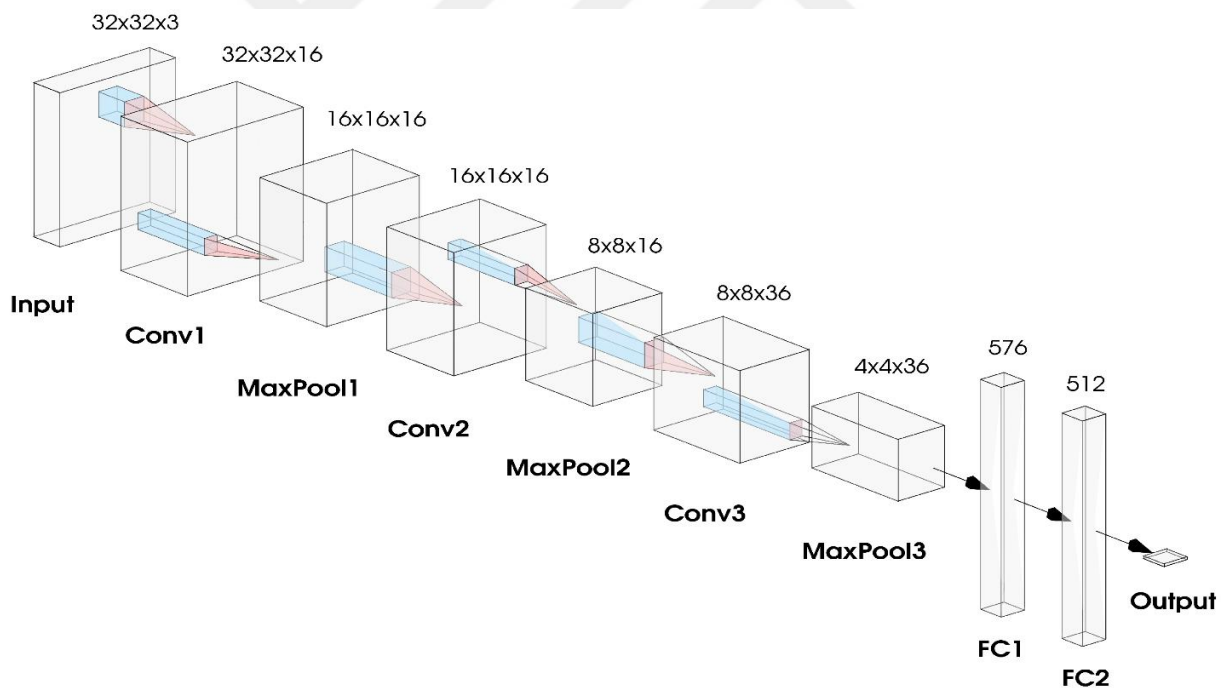 32x32x3
32x32x16
16x16x16
16x16x16
8x8x16
8x8x36
4x4x36
576
512
Input
Conv1
MaxPool1
Conv2
MaxPool2
Conv3
MaxPool3
FC1
FC2
Output